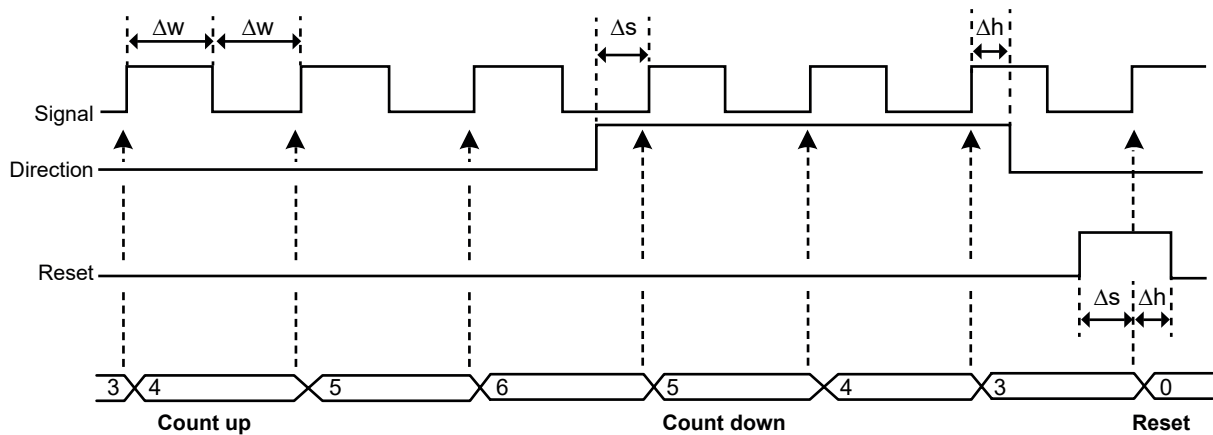 Δw Δw Δs Δh
Signal
Direction
Reset
Δs Δh
3 4 5 6 5 4 3 0
Count up Count down Reset